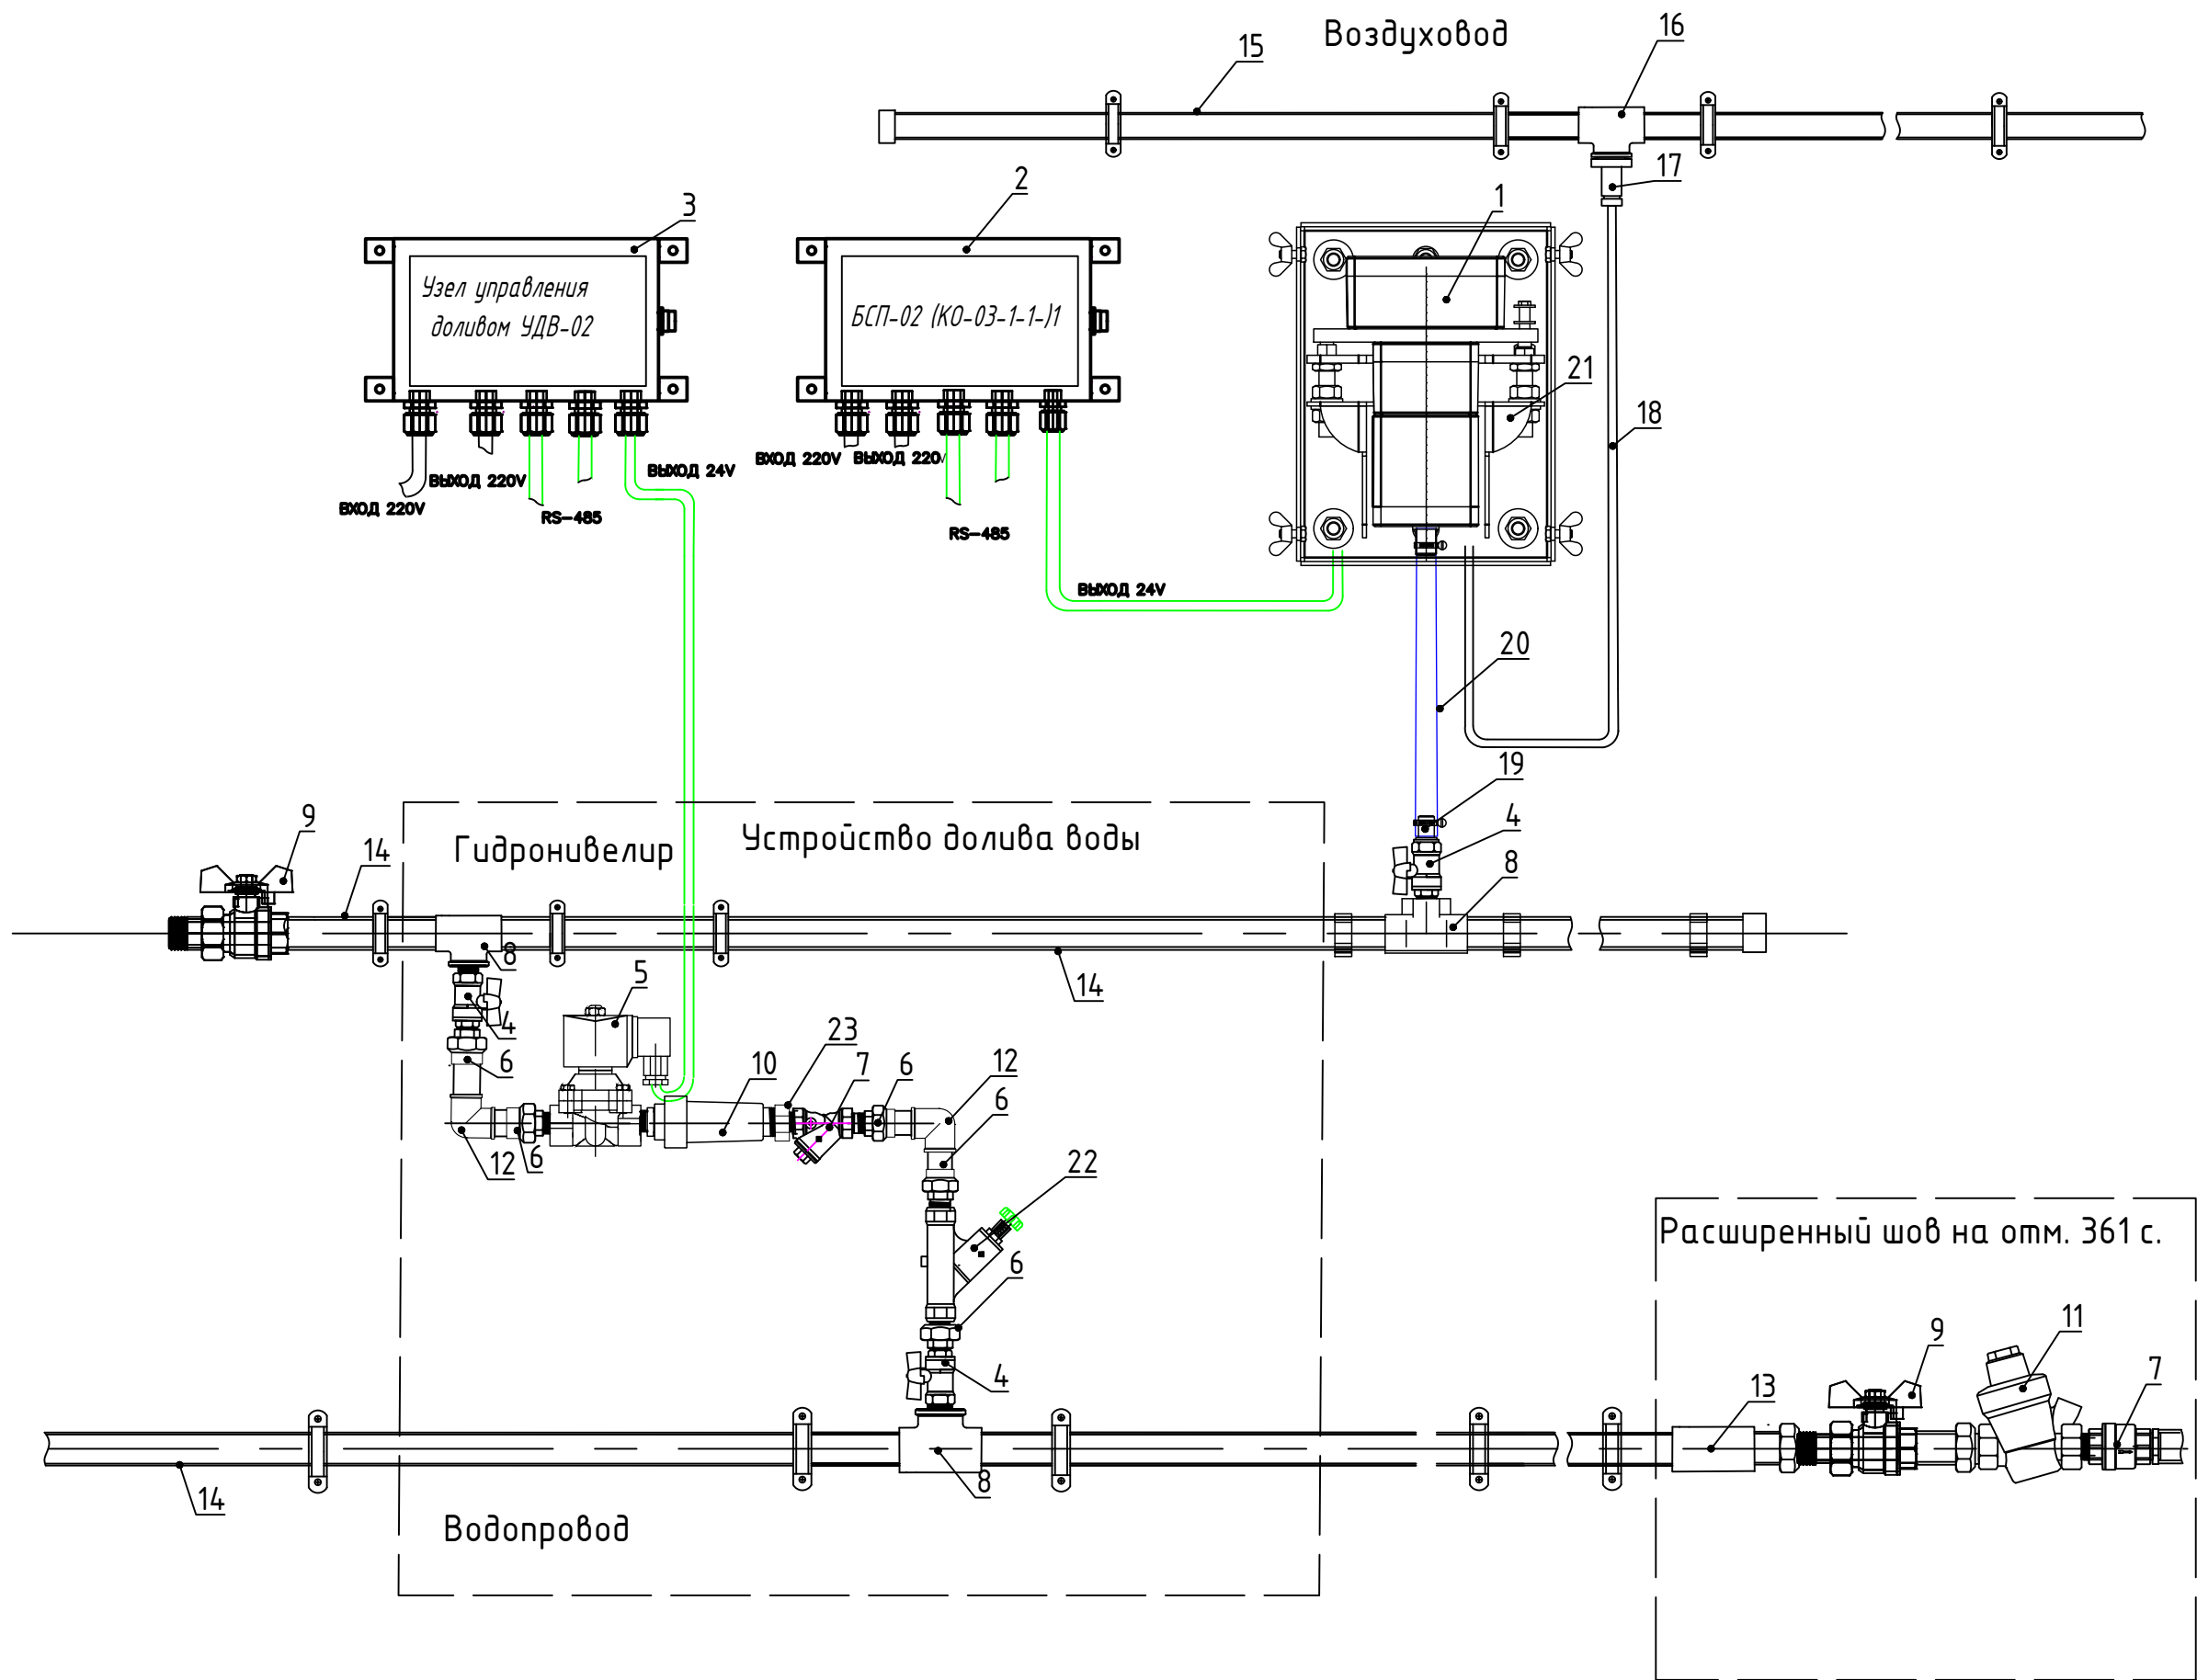 Воздуховод
15
16
17
3
2
1
Узел управления
доливом УДВ-02
БСП-02 (КО-03-1-1-)1
21
18
ВХОД 220V
ВЫХОД 220V
RS-485
ВЫХОД 24V
ВХОД 220V
ВЫХОД 220V
RS-485
ВЫХОД 24V
20
19
9
14
Гидронивелир
Устройство долива воды
4
8
8
14
4
5
6
23
7
10
6
12
6
12
6
22
6
4
8
14
Водопровод
Расширенный шов на отм. 361 с.
13
9
11
7